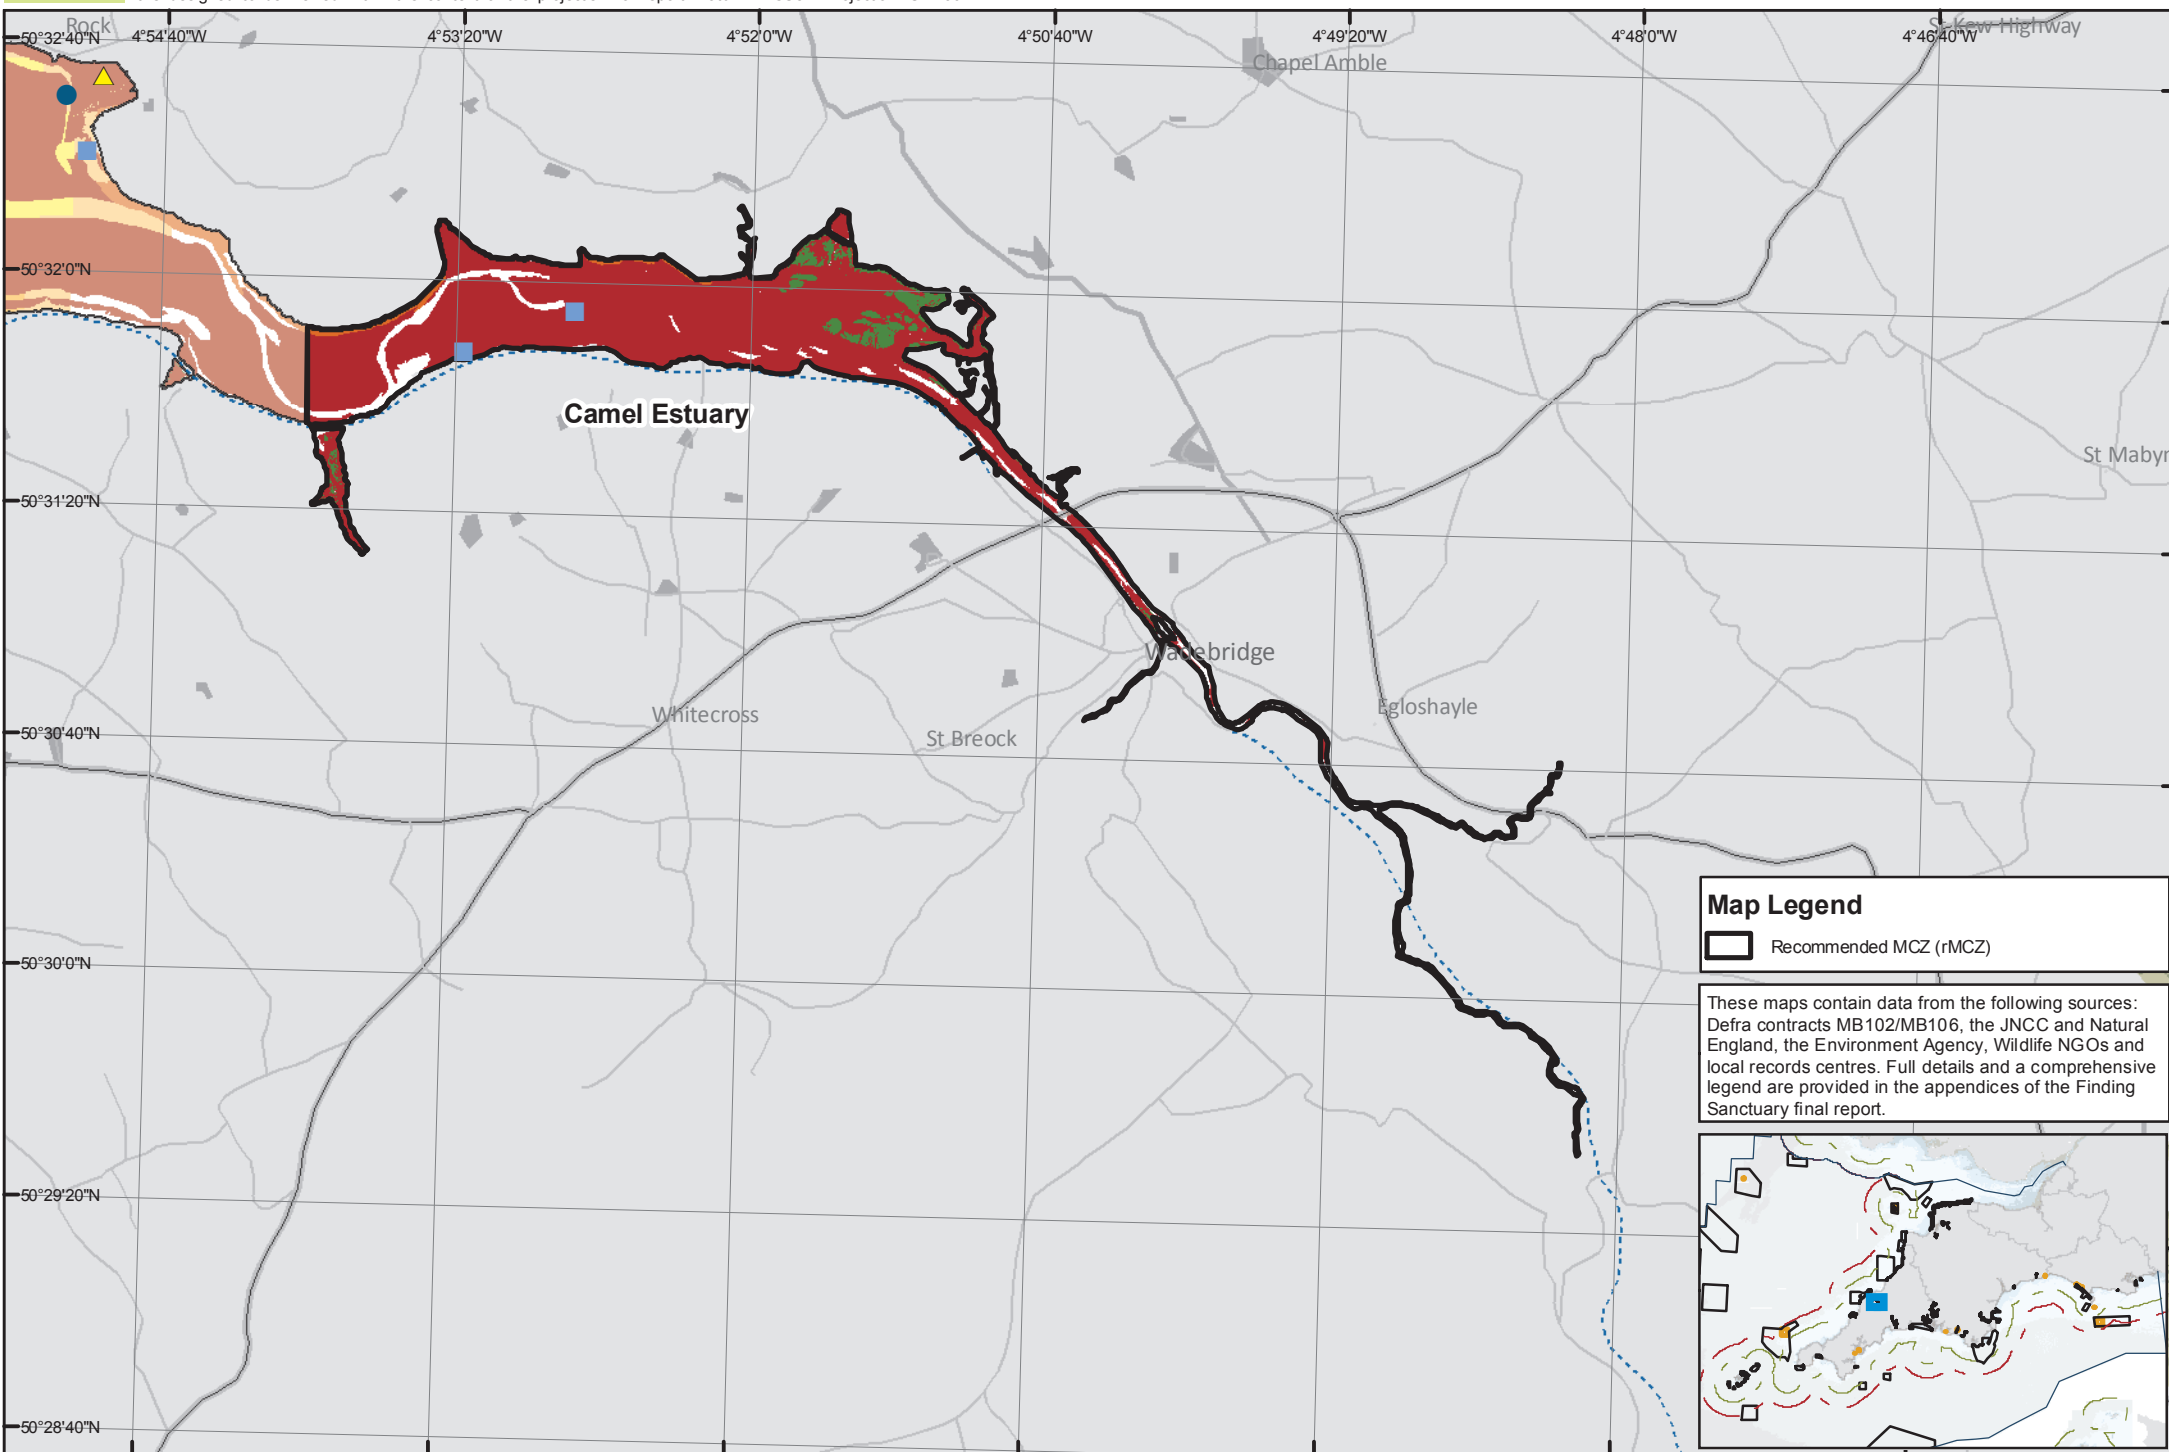 Rock
St Kew Highway
50°32'40"N
4°54'40"W
4°53'20"W
4°52'0"W
4°50'40"W
4°49'20"W
4°48'0"W
4°46'40"W
Chapel Amble
50°32'0"N
Camel Estuary
St Mabyn
50°31'20"N
Wadebridge
50°30'40"N
Whitecross
St Breock
Egloshayle
50°30'0"N
Map Legend
Recommended MCZ (rMCZ)
These maps contain data from the following sources:
Defra contracts MB102/MB106, the JNCC and Natural
England, the Environment Agency, Wildlife NGOs and
local records centres. Full details and a comprehensive
legend are provided in the appendices of the Finding
Sanctuary final report.
50°29'20"N
50°28'40"N